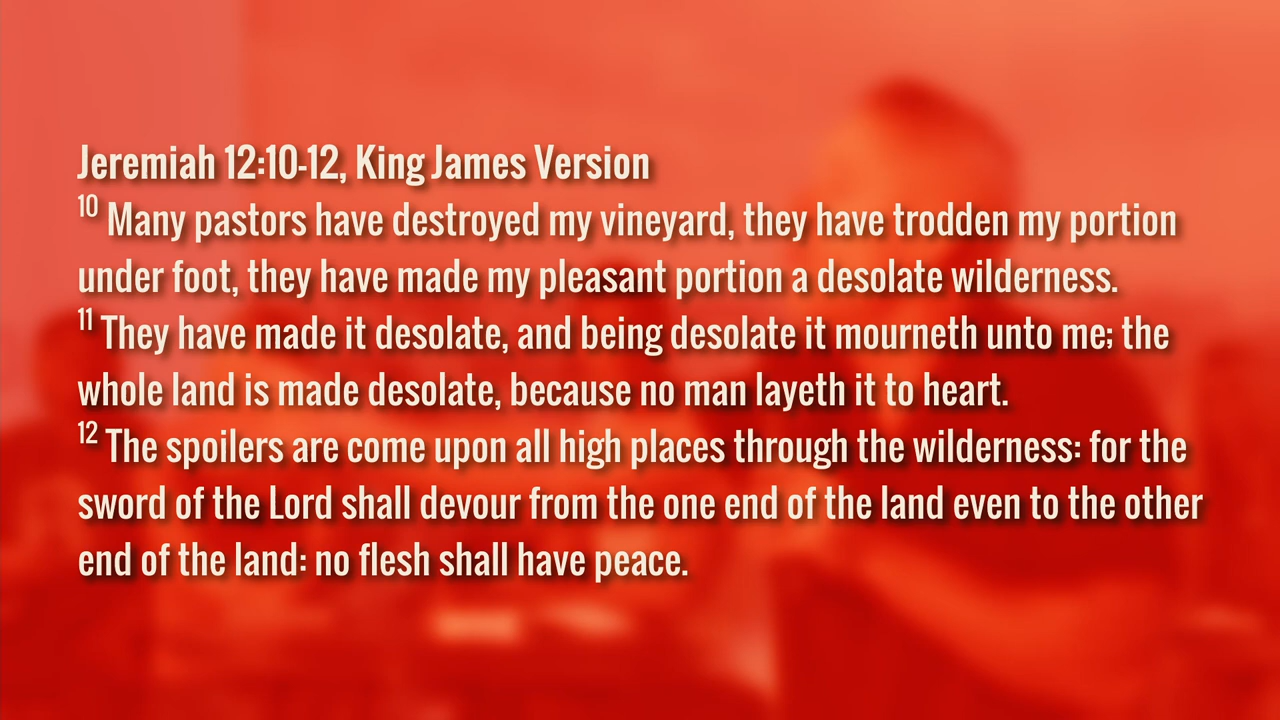 Jeremiah 12:10-12, King James Version
10 Many pastors have destroyed my vineyard, they have trodden my portion
under foot, they have made my pleasant portion a desolate wilderness.
11 They have made it desolate, and being desolate it mourneth unto me; the
whole land is made desolate, because no man layeth it to heart.
12 The spoilers are come upon all high places through the wilderness: for the
sword of the Lord shall devour from the one end of the land even to the other
end of the land: no flesh shall have peace.